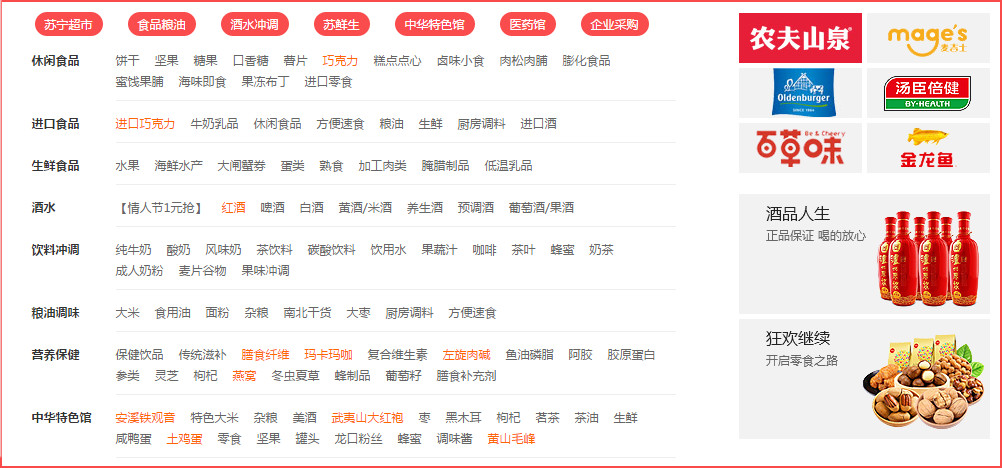 苏宁超市 食品粮油 酒水冲调 苏鲜生 中华特色馆 医药馆 企业采购
休闲食品 饼干 坚果 糖果 口香糖 薯片 巧克力 糕点点心 卤味小食 肉松肉脯 膨化食品
蜜饯果脯 海味即食 果冻布丁 进口零食
进口食品 进口巧克力 牛奶乳品 休闲食品 方便速食 粮油 生鲜 厨房调料 进口酒
生鲜食品 水果 海鲜水产 大闸蟹券 蛋类 熟食 加工肉类 腌腊制品 低温乳品
酒水 【情人节1元抢】 红酒 啤酒 白酒 黄酒/米酒 养生酒 预调酒 葡萄酒/果酒
饮料冲调 纯牛奶 酸奶 风味奶 茶饮料 碳酸饮料 饮用水 果蔬汁 咖啡 茶叶 蜂蜜 奶茶
成人奶粉 麦片谷物 果味冲调
粮油调味 大米 食用油 面粉 杂粮 南北干货 大枣 厨房调料 方便速食
营养保健 保健饮品 传统滋补 膳食纤维 玛卡玛咖 复合维生素 左旋肉碱 鱼油磷脂 阿胶 胶原蛋白
参类 灵芝 枸杞 燕窝 冬虫夏草 蜂制品 葡萄籽 膳食补充剂
中华特色馆 安溪铁观音 特色大米 杂粮 美酒 武夷山大红袍 枣 黑木耳 枸杞 茗茶 茶油 生鲜
咸鸭蛋 土鸡蛋 零食 坚果 罐头 龙口粉丝 蜂蜜 调味酱 黄山毛峰
农夫山泉 mage's
麦吉士
Oldenburger
SINCE 1964
汤臣倍健
BY-HEALTH
Be & Cheery
百草味
金龙鱼
酒品人生
正品保证 喝的放心
狂欢继续
开启零食之路